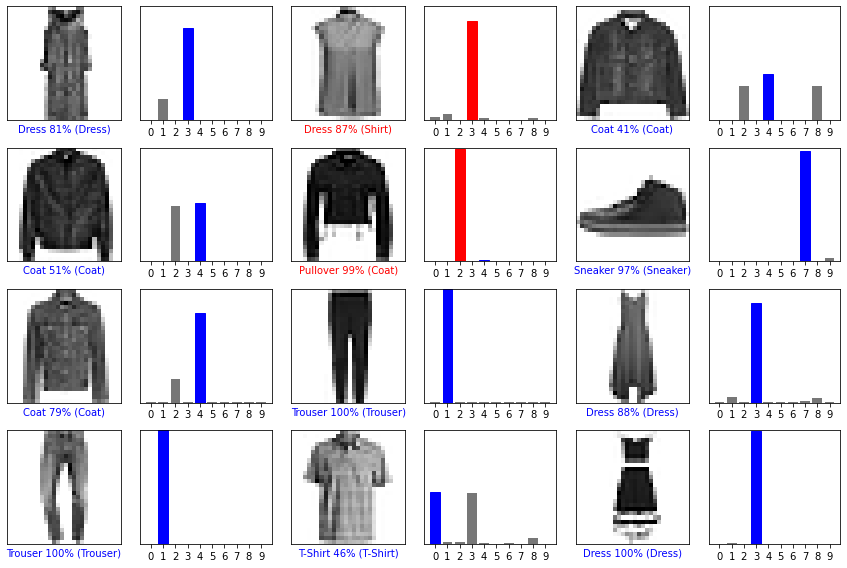 0 1 2 3 4 5 6 7 8 9 0 1 2 3 4 5 6 7 8 9 0 1 2 3 4 5 6 7 8 9
Dress 81% (Dress) Dress 87% (Shirt) Coat 41% (Coat)
0 1 2 3 4 5 6 7 8 9 0 1 2 3 4 5 6 7 8 9 0 1 2 3 4 5 6 7 8 9
Coat 51% (Coat) Pullover 99% (Coat) Sneaker 97% (Sneaker)
0 1 2 3 4 5 6 7 8 9 0 1 2 3 4 5 6 7 8 9 0 1 2 3 4 5 6 7 8 9
Coat 79% (Coat) Trouser 100% (Trouser) Dress 88% (Dress)
0 1 2 3 4 5 6 7 8 9 0 1 2 3 4 5 6 7 8 9 0 1 2 3 4 5 6 7 8 9
Trouser 100% (Trouser) T-Shirt 46% (T-Shirt) Dress 100% (Dress)